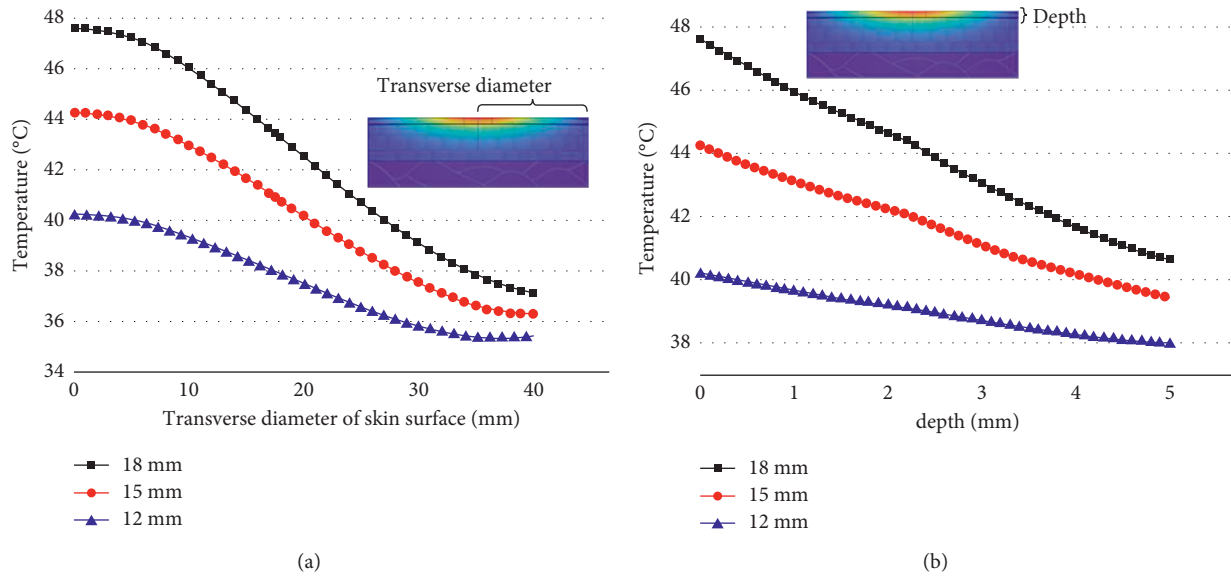 48
46
44
42
40
38
36
34
Temperature (°C)
Transverse diameter
0 10 20 30 40
Transverse diameter of skin surface (mm)
18 mm
15 mm
12 mm
(a)
48
46
44
42
40
38
Temperature (°C)
} Depth
0 1 2 3 4 5
depth (mm)
18 mm
15 mm
12 mm
(b)